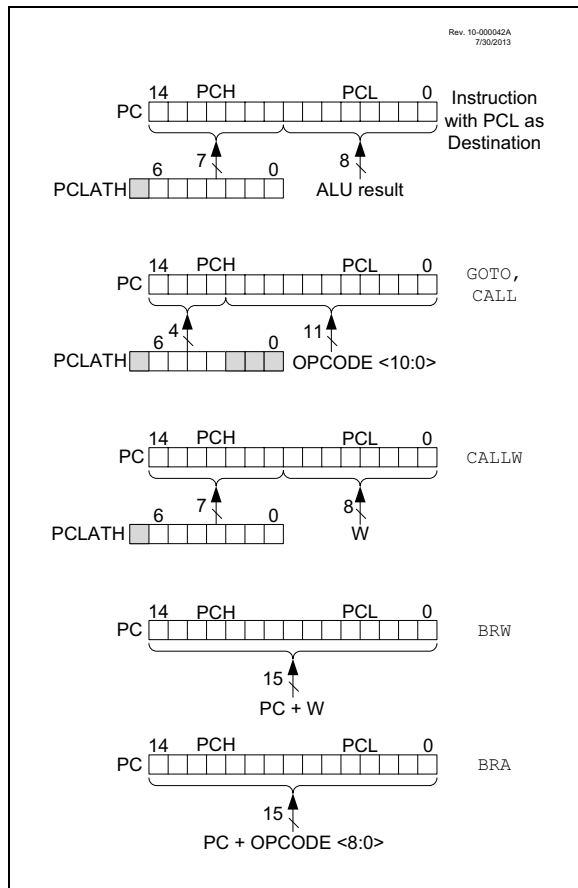 Rev. 10-000042A
7/30/2013
14 PCH PCL 0
PC
Instruction
with PCL as
Destination
7 8
6 0
PCLATH
ALU result
14 PCH PCL 0
PC
GOTO,
CALL
4 11
6 0
PCLATH
OPCODE <10:0>
14 PCH PCL 0
PC
CALLW
7 8
6 0
PCLATH
W
14 PCH PCL 0
PC
BRW
15
PC + W
14 PCH PCL 0
PC
BRA
15
PC + OPCODE <8:0>